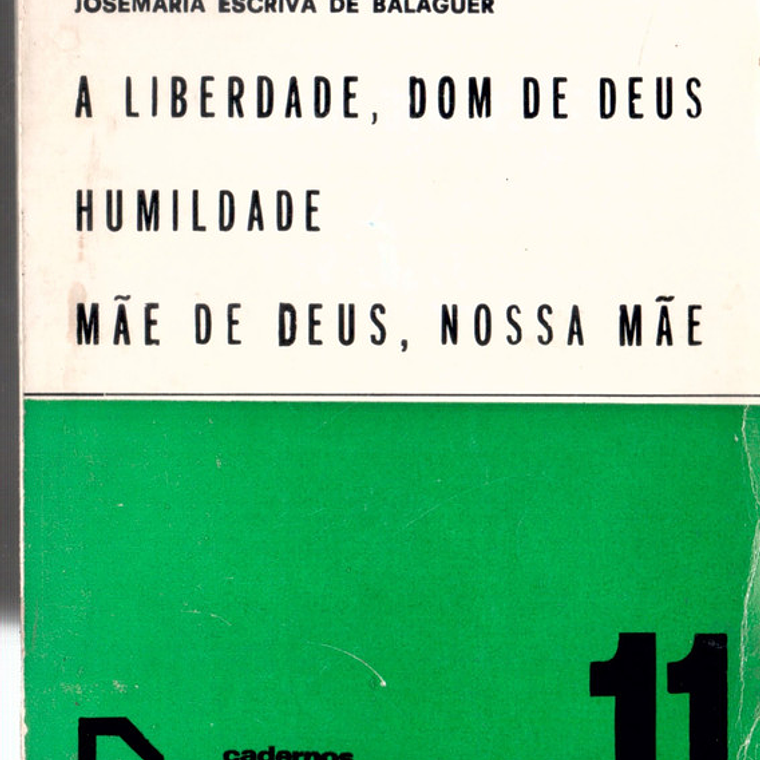 JOSEMARIA ESCRIVÁ DE BALAGUER
A LIBERDADE, DOM DE DEUS
HUMILDADE
MÃE DE DEUS, NOSSA MÃE
11
cadernos